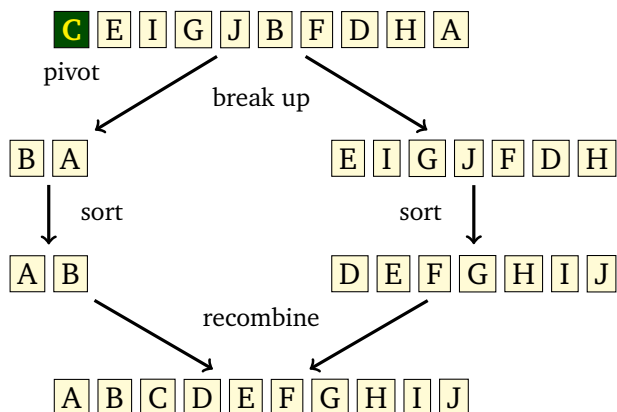 C E I G J B F D H A
pivot
break up
B A
E I G J F D H
sort
sort
A B
D E F G H I J
recombine
A B C D E F G H I J